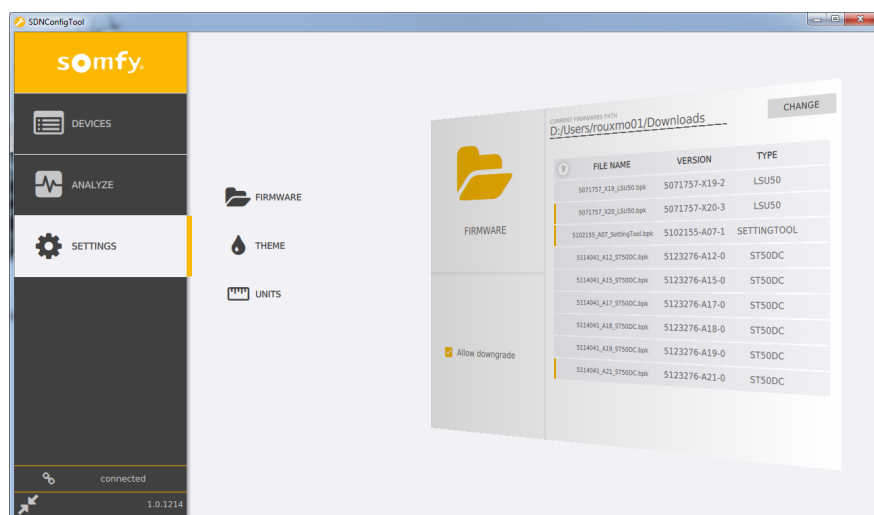 SDNConfigTool
somfy.
DEVICES
ANALYZE
SETTINGS
connected
1.0.1214
FIRMWARE
THEME
UNITS
FIRMWARE
Allow downgrade
CURRENT FIRMWARES PATH
D:/Users/rouxmo01/Downloads
CHANGE
9 FILE NAME VERSION TYPE
5071757_X19_LSU50.bpk 5071757-X19-2 LSU50
5071757_X20_LSU50.bpk 5071757-X20-3 LSU50
5102155_A07_SettingTool.bpk 5102155-A07-1 SETTINGTOOL
5114041_A12_ST50DC.bpk 5123276-A12-0 ST50DC
5114041_A15_ST50DC.bpk 5123276-A15-0 ST50DC
5114041_A17_ST50DC.bpk 5123276-A17-0 ST50DC
5114041_A18_ST50DC.bpk 5123276-A18-0 ST50DC
5114041_A19_ST50DC.bpk 5123276-A19-0 ST50DC
5114041_A21_ST50DC.bpk 5123276-A21-0 ST50DC